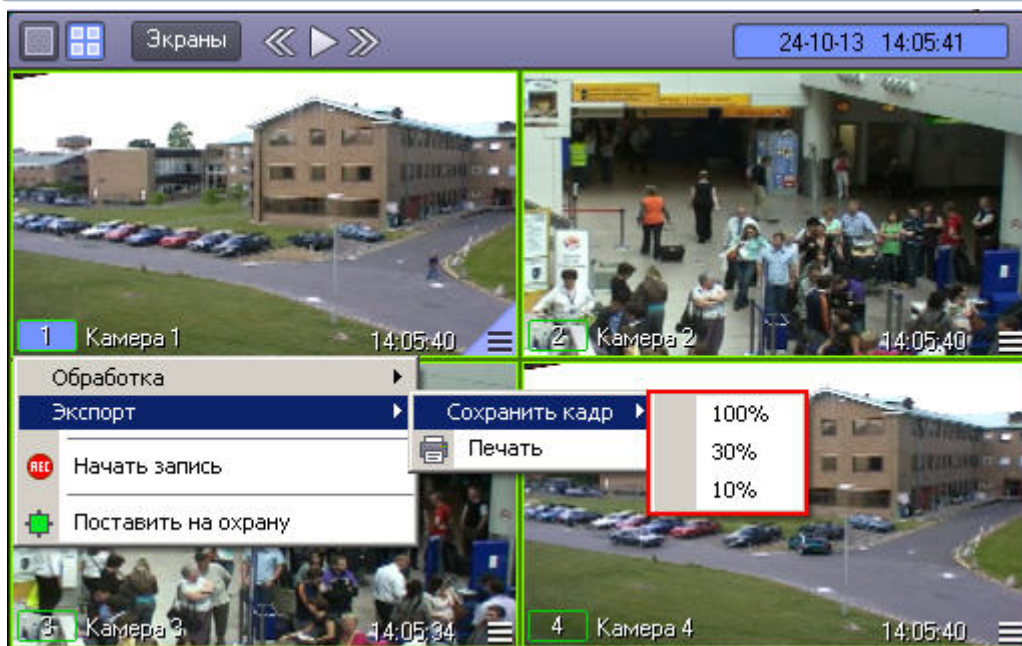 Экраны
24-10-13 14:05:41
1 Камера 1 14:05:40
2 Камера 2 14:05:40
Обработка
Экспорт
REC Начать запись
Поставить на охрану
Сохранить кадр
Печать
100%
30%
10%
3 Камера 3 14:05:34
4 Камера 4 14:05:40